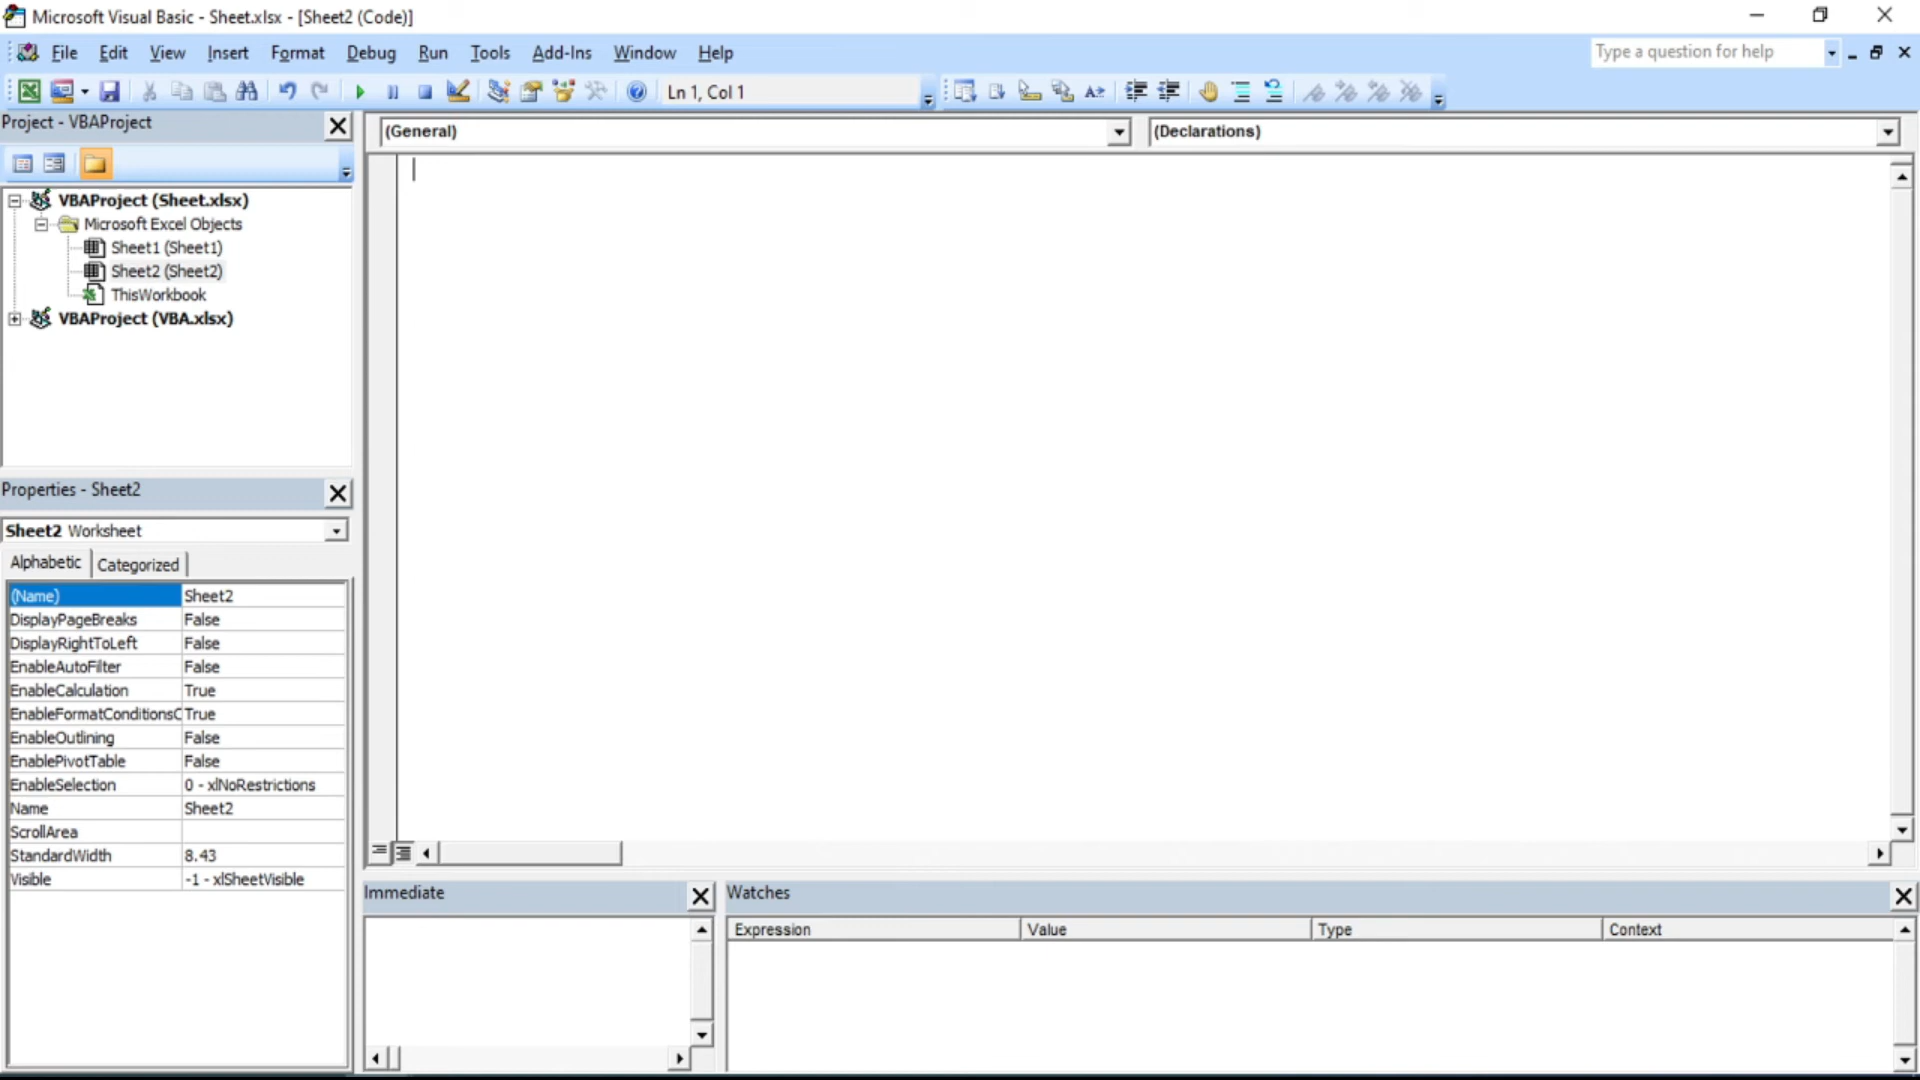 Microsoft Visual Basic - Sheet.xlsx - [Sheet2 (Code)]
File Edit View Insert Format Debug Run Tools Add-Ins Window Help
Type a question for help
Ln 1, Col 1
Project - VBAProject
(General)
(Declarations)
VBAProject (Sheet.xlsx)
Microsoft Excel Objects
Sheet1 (Sheet1)
Sheet2 (Sheet2)
ThisWorkbook
VBAProject (VBA.xlsx)
Properties - Sheet2
Sheet2 Worksheet
Alphabetic Categorized
(Name) Sheet2
DisplayPageBreaks False
DisplayRightToLeft False
EnableAutoFilter False
EnableCalculation True
EnableFormatConditionsC True
EnableOutlining False
EnablePivotTable False
EnableSelection 0 - xlNoRestrictions
Name Sheet2
ScrollArea
StandardWidth 8.43
Visible -1 - xlSheetVisible
Immediate
Watches
Expression Value Type Context